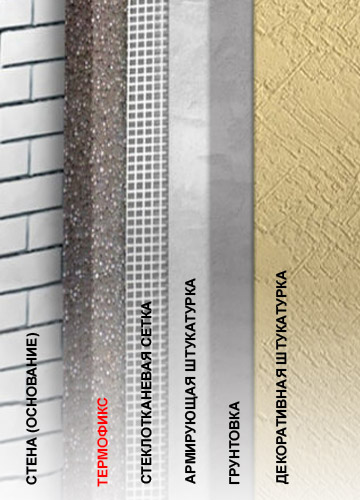 СТЕНА (ОСНОВАНИЕ)
ТЕРМОФИКС
СТЕКЛОТКАНЕВАЯ СЕТКА
АРМИРУЮЩАЯ ШТУКАТУРКА
ГРУНТОВКА
ДЕКОРАТИВНАЯ ШТУКАТУРКА